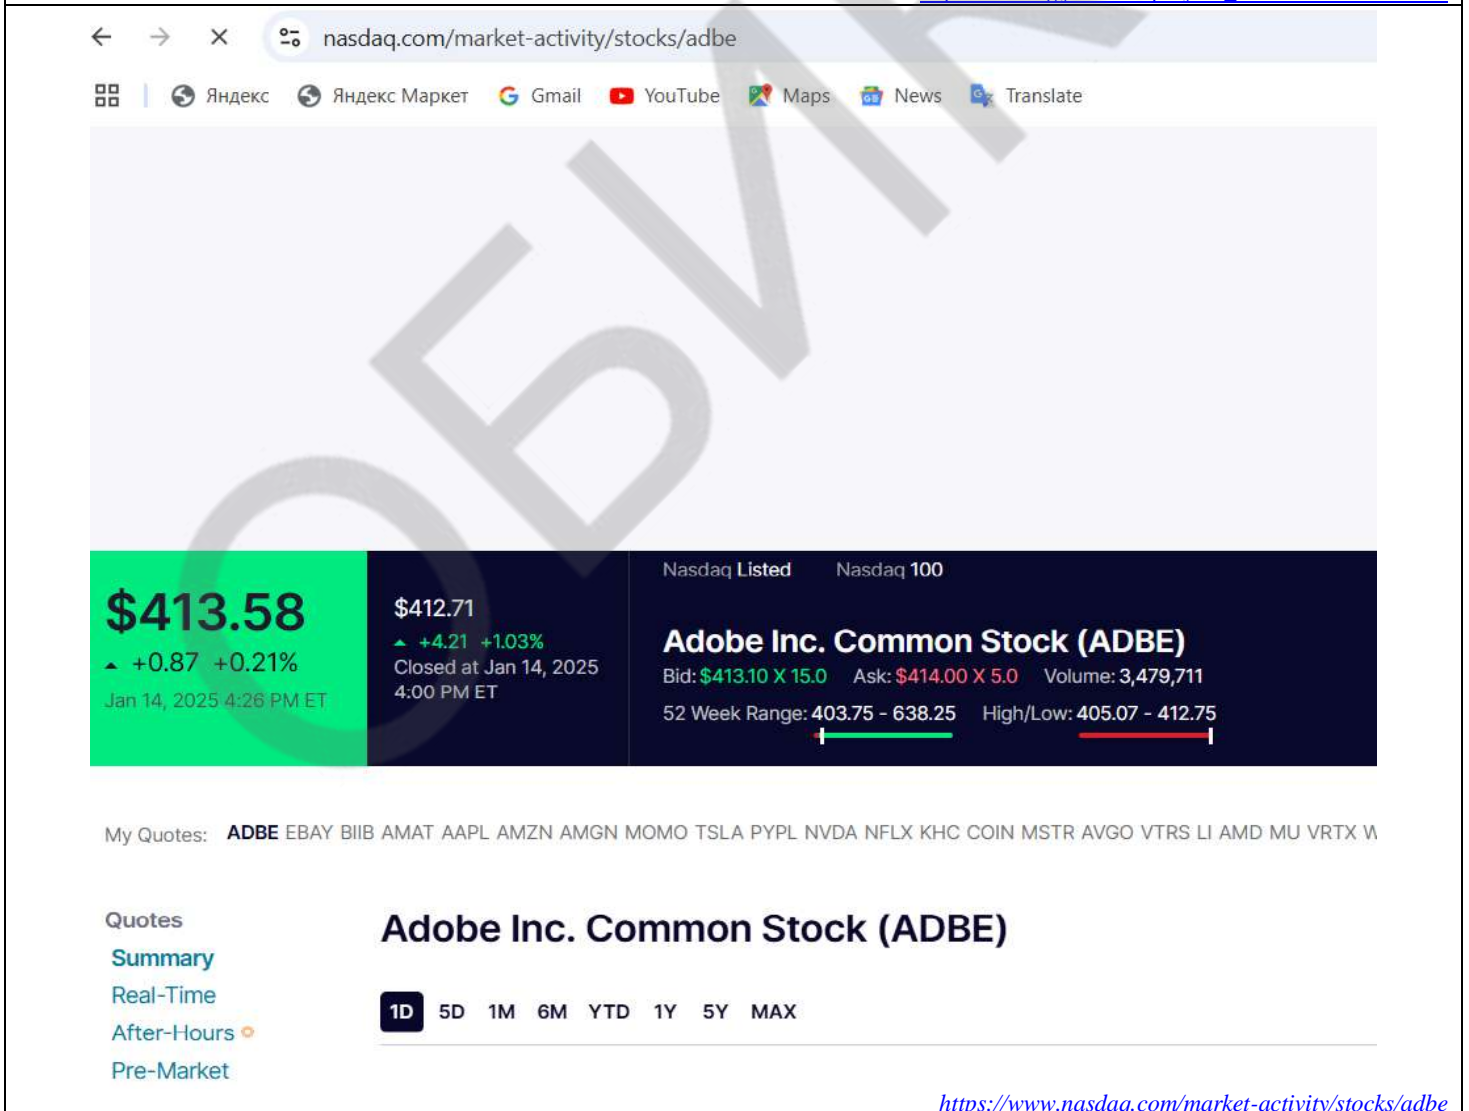 nasdaq.com/market-activity/stocks/adbe
Яндекс Яндекс Маркет Gmail YouTube Maps News Translate
$413.58
+0.87 +0.21%
Jan 14, 2025 4:26 PM ET
$412.71
+4.21 +1.03%
Closed at Jan 14, 2025
4:00 PM ET
Nasdaq Listed Nasdaq 100
Adobe Inc. Common Stock (ADBE)
Bid: $413.10 X 15.0 Ask: $414.00 X 5.0 Volume: 3,479,711
52 Week Range: 403.75 - 638.25 High/Low: 405.07 - 412.75
My Quotes: ADBE EBAY BIIB AMAT AAPL AMZN AMGN MOMO TSLA PYPL NVDA NFLX KHC COIN MSTR AVGO VTRS LI AMD MU VRTX
Quotes
Summary
Real-Time
After-Hours
Pre-Market
Adobe Inc. Common Stock (ADBE)
1D 5D 1M 6M YTD 1Y 5Y MAX
https://www.nasdaq.com/market-activity/stocks/adbe
ОБИ